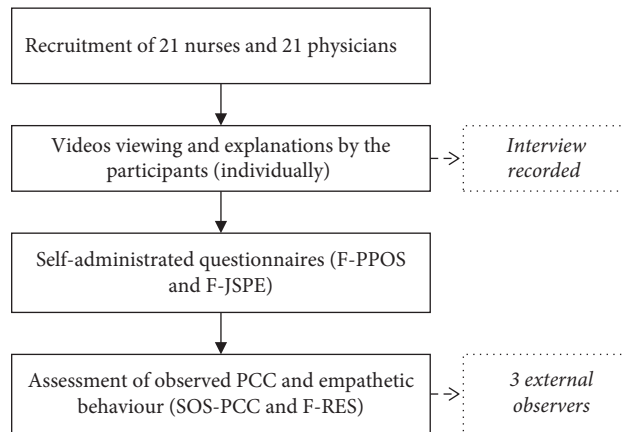 Recruitment of 21 nurses and 21 physicians
Videos viewing and explanations by the
participants (individually)
Interview
recorded
Self-administrated questionnaires (F-PPOS
and F-JSPE)
Assessment of observed PCC and empathetic
behaviour (SOS-PCC and F-RES)
3 external
observers